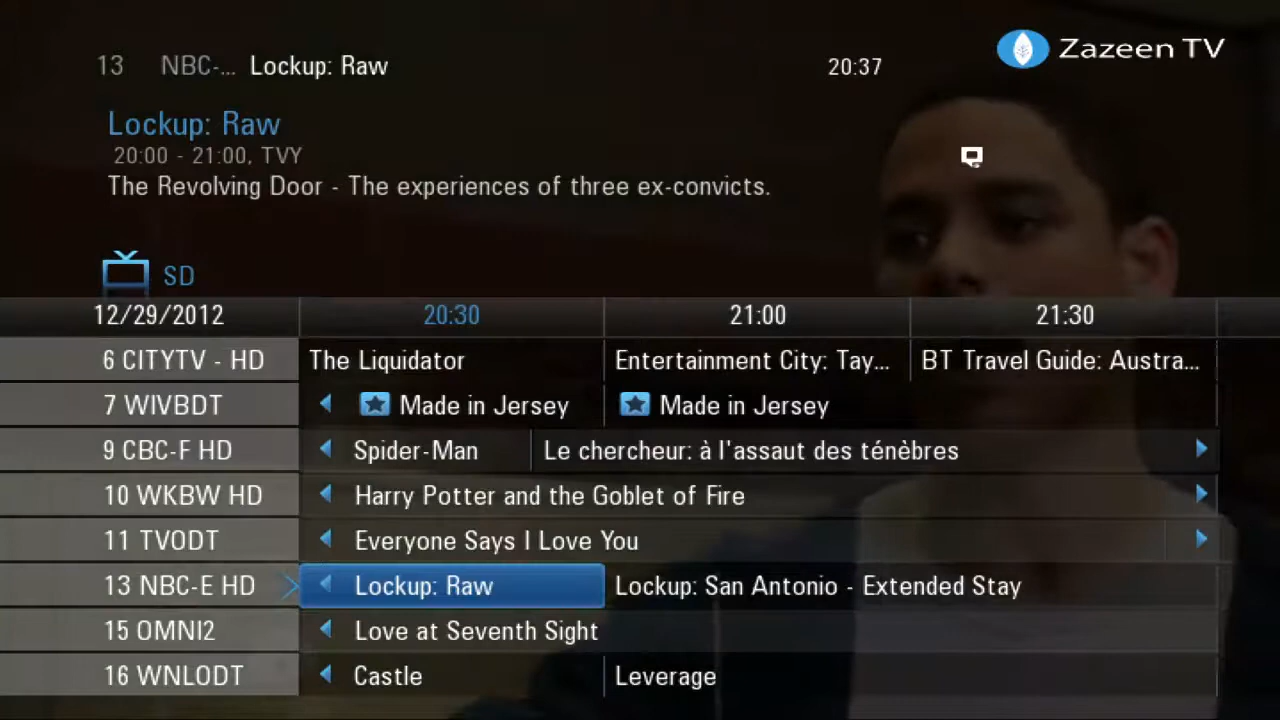 13 NBC-... Lockup: Raw 20:37 Zazeen TV
Lockup: Raw
20:00 - 21:00, TVY
The Revolving Door - The experiences of three ex-convicts.
SD
12/29/2012 20:30 21:00 21:30
6 CITYTV - HD The Liquidator Entertainment City: Tay... BT Travel Guide: Austra...
7 WIVBDT Made in Jersey Made in Jersey
9 CBC-F HD Spider-Man Le chercheur: à l'assaut des ténèbres
10 WKBW HD Harry Potter and the Goblet of Fire
11 TVODT Everyone Says I Love You
13 NBC-E HD Lockup: Raw Lockup: San Antonio - Extended Stay
15 OMNI2 Love at Seventh Sight
16 WNLODT Castle Leverage